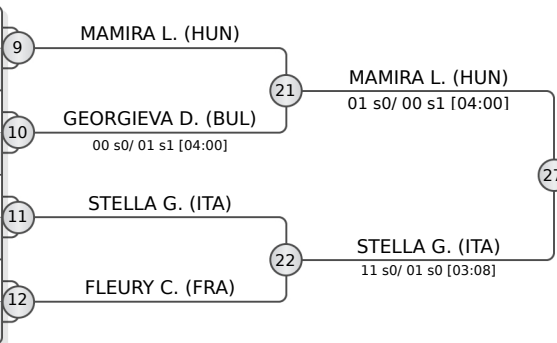 MAMIRA L. (HUN)
9
21
MAMIRA L. (HUN)
01 s0/ 00 s1 [04:00]
GEORGIEVA D. (BUL)
10
00 s0/ 01 s1 [04:00]
27
STELLA G. (ITA)
11
22
STELLA G. (ITA)
11 s0/ 01 s0 [03:08]
FLEURY C. (FRA)
12